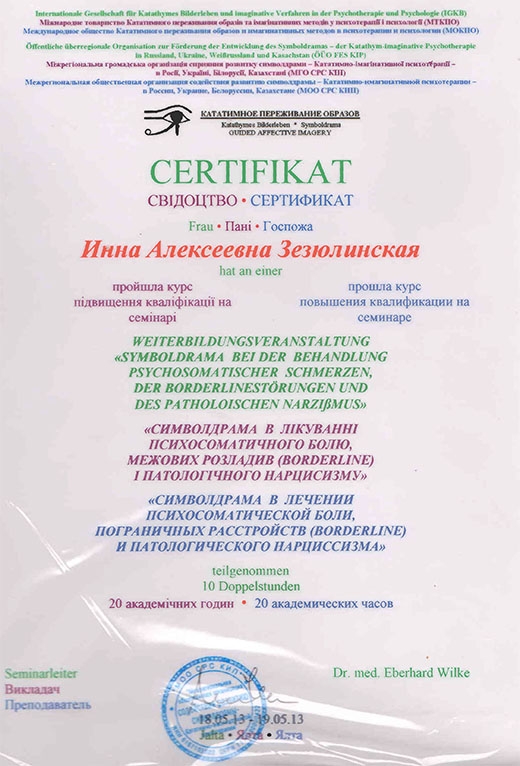 Internationale Gesellschaft für Katathymes Bilderleben und imaginative Verfahren in der Psychotherapie und Psychologie (IGKB)
Міжнародне товариство Кататимного переживання образів та імагінативних методів у психотерапії і психології (МТКПО)
Международное общество Кататимного переживания образов и имагинативных методов в психотерапии и психологии (МОКПО)
Öffentliche überregionale Organisation zur Förderung der Entwicklung des Symboldramas - der Katathym-Imaginative Psychotherapie
in Russland, Ukraine, Weißrussland und Kasachstan (ÖÜO FES KIP)
Міжрегіональна громадська організація сприяння розвитку символдрами – Кататимно-імагінативної психотерапії –
в Росії, Україні, Білорусії, Казахстані (МГО СРС КІП)
Межрегиональная общественная организация содействия развитию символдрамы – Кататимно-имагинативной психотерапии –
в России, Украине, Белоруссии, Казахстане (МОО СРС КИП)
КАТАТИМНОЕ ПЕРЕЖИВАНИЕ ОБРАЗОВ
Katathymes Bilderleben • Symboldrama
GUIDED AFFECTIVE IMAGERY
CERTIFIKAT
СВІДОЦТВО • СЕРТИФИКАТ
Frau • Пані • Госпожа
Инна Алексеевна Зезюлинская
hat an einer
пройшла курс
підвищення кваліфікації на
семінарі
прошла курс
повышения квалификации на
семинаре
WEITERBILDUNGSVERANSTALTUNG
«SYMBOLDRAMA BEI DER BEHANDLUNG
PSYCHOSOMATISCHER SCHMERZEN,
DER BORDERLINESTÖRUNGEN UND
DES PATHOLOISCHEN NARZIßMUS»
«СИМВОЛДРАМА В ЛІКУВАННІ
ПСИХОСОМАТИЧНОГО БОЛЮ,
МЕЖОВИХ РОЗЛАДИВ (BORDERLINE)
І ПАТОЛОГІЧНОГО НАРЦИСИЗМУ»
«СИМВОЛДРАМА В ЛЕЧЕНИИ
ПСИХОСОМАТИЧЕСКОЙ БОЛИ,
ПОГРАНИЧНЫХ РАССТРОЙСТВ (BORDERLINE)
И ПАТОЛОГИЧЕСКОГО НАРЦИССИЗМА»
teilgenommen
10 Doppelstunden
20 академічних годин • 20 академических часов
Seminarleiter
Викладач
Преподаватель
Dr. med. Eberhard Wilke
18.05.13 - 19.05.13
Jalta • Ялта • Ялта